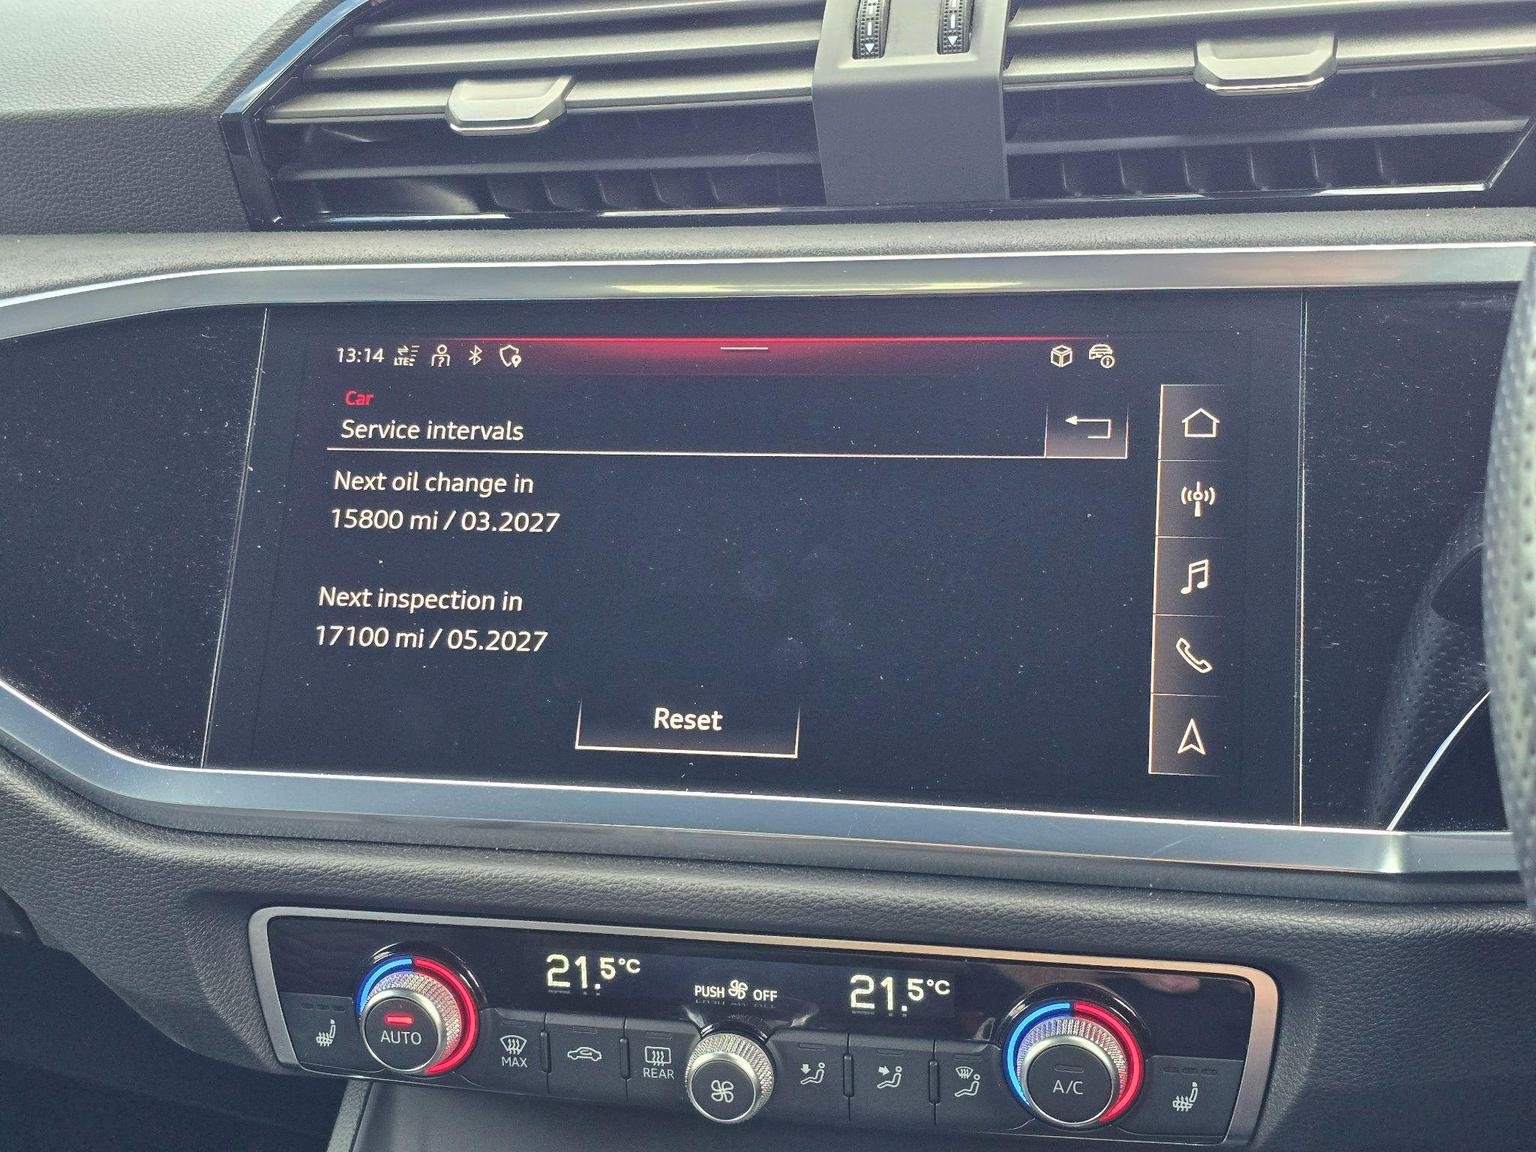 13:14 LTE
Car
Service intervals
Next oil change in
15800 mi / 03.2027
Next inspection in
17100 mi / 05.2027
Reset
21.5°C
PUSH OFF
21.5°C
AUTO
MAX
REAR
A/C